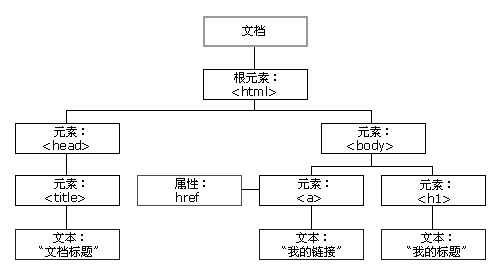 文档
根元素：
<html>
元素：
<head>
元素：
<body>
元素：
<title>
属性：
href
元素：
<a>
元素：
<h1>
文本：
“文档标题”
文本：
“我的链接”
文本：
“我的标题”